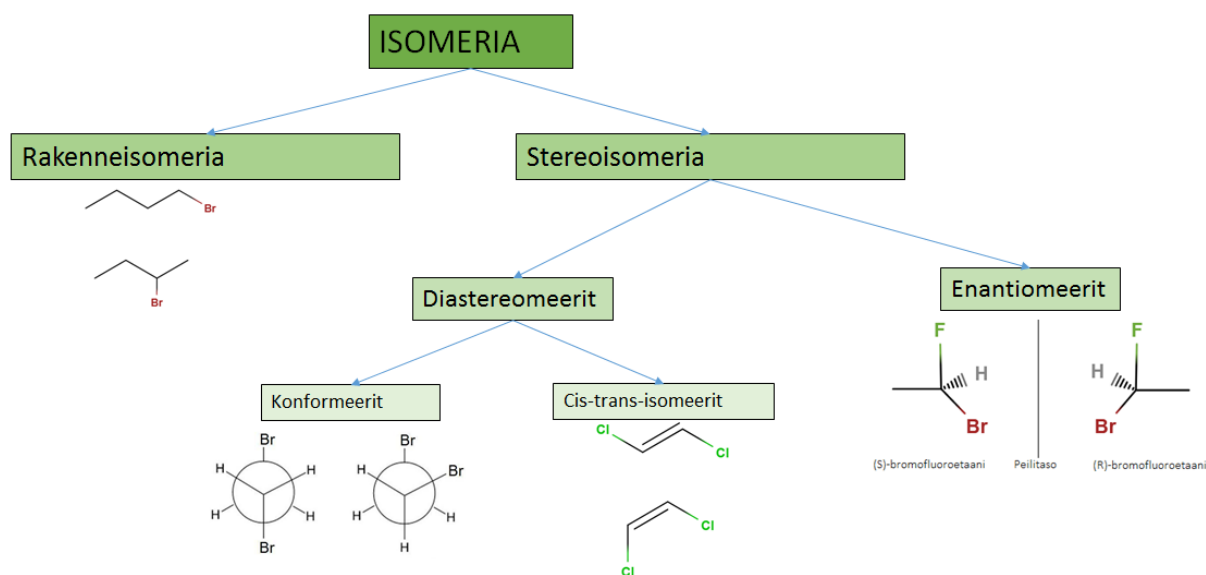 ISOMERIA
Rakenneisomeria
Stereoisomeria
Br
Br
Diastereomeerit
Enantiomeerit
F
H
Br
F
H
Br
(S)-bromofluoroetaani
Peilitaso
(R)-bromofluoroetaani
Konformeerit
Cis-trans-isomeerit
Br
H
H
H
H
Br
Br
H
Br
H
H
H
Cl
Cl
Cl
Cl